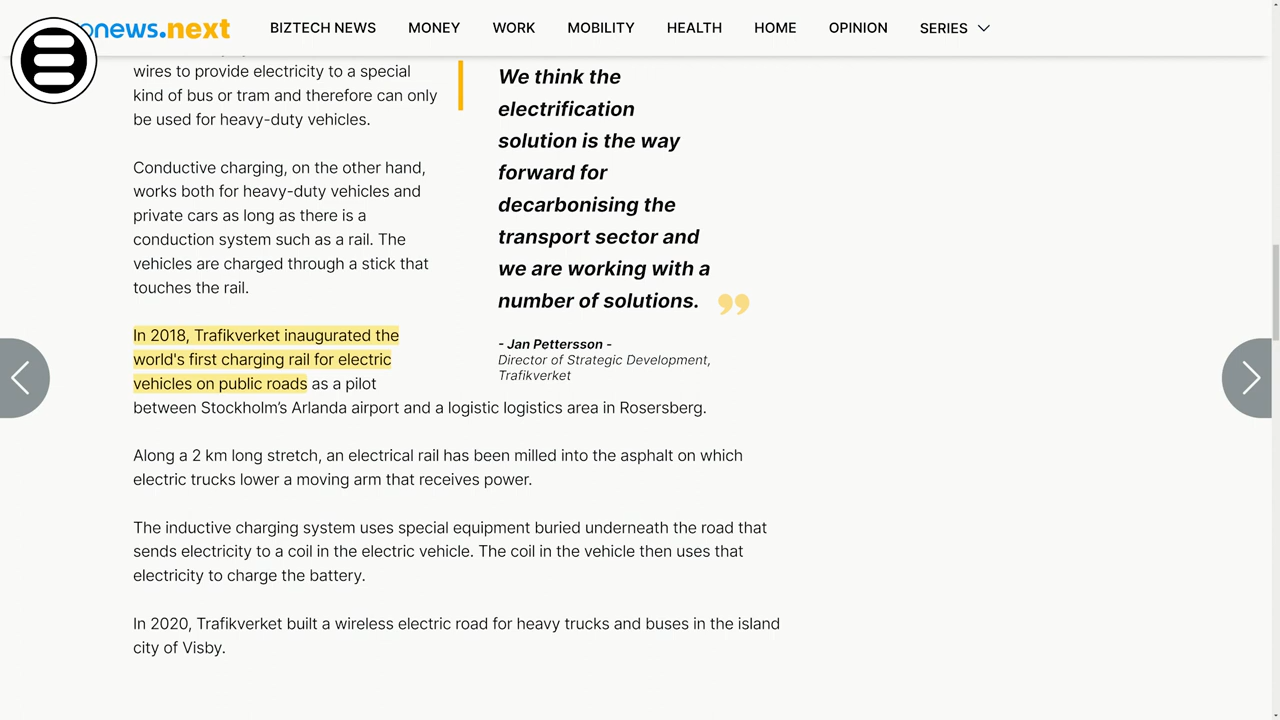 onews.next
BIZTECH NEWS
MONEY
WORK
MOBILITY
HEALTH
HOME
OPINION
SERIES
wires to provide electricity to a special
kind of bus or tram and therefore can only
be used for heavy-duty vehicles.
Conductive charging, on the other hand,
works both for heavy-duty vehicles and
private cars as long as there is a
conduction system such as a rail. The
vehicles are charged through a stick that
touches the rail.
We think the
electrification
solution is the way
forward for
decarbonising the
transport sector and
we are working with a
number of solutions. ”
- Jan Pettersson -
Director of Strategic Development,
Trafikverket
In 2018, Trafikverket inaugurated the
world's first charging rail for electric
vehicles on public roads as a pilot
between Stockholm’s Arlanda airport and a logistic logistics area in Rosersberg.
Along a 2 km long stretch, an electrical rail has been milled into the asphalt on which
electric trucks lower a moving arm that receives power.
The inductive charging system uses special equipment buried underneath the road that
sends electricity to a coil in the electric vehicle. The coil in the vehicle then uses that
electricity to charge the battery.
In 2020, Trafikverket built a wireless electric road for heavy trucks and buses in the island
city of Visby.